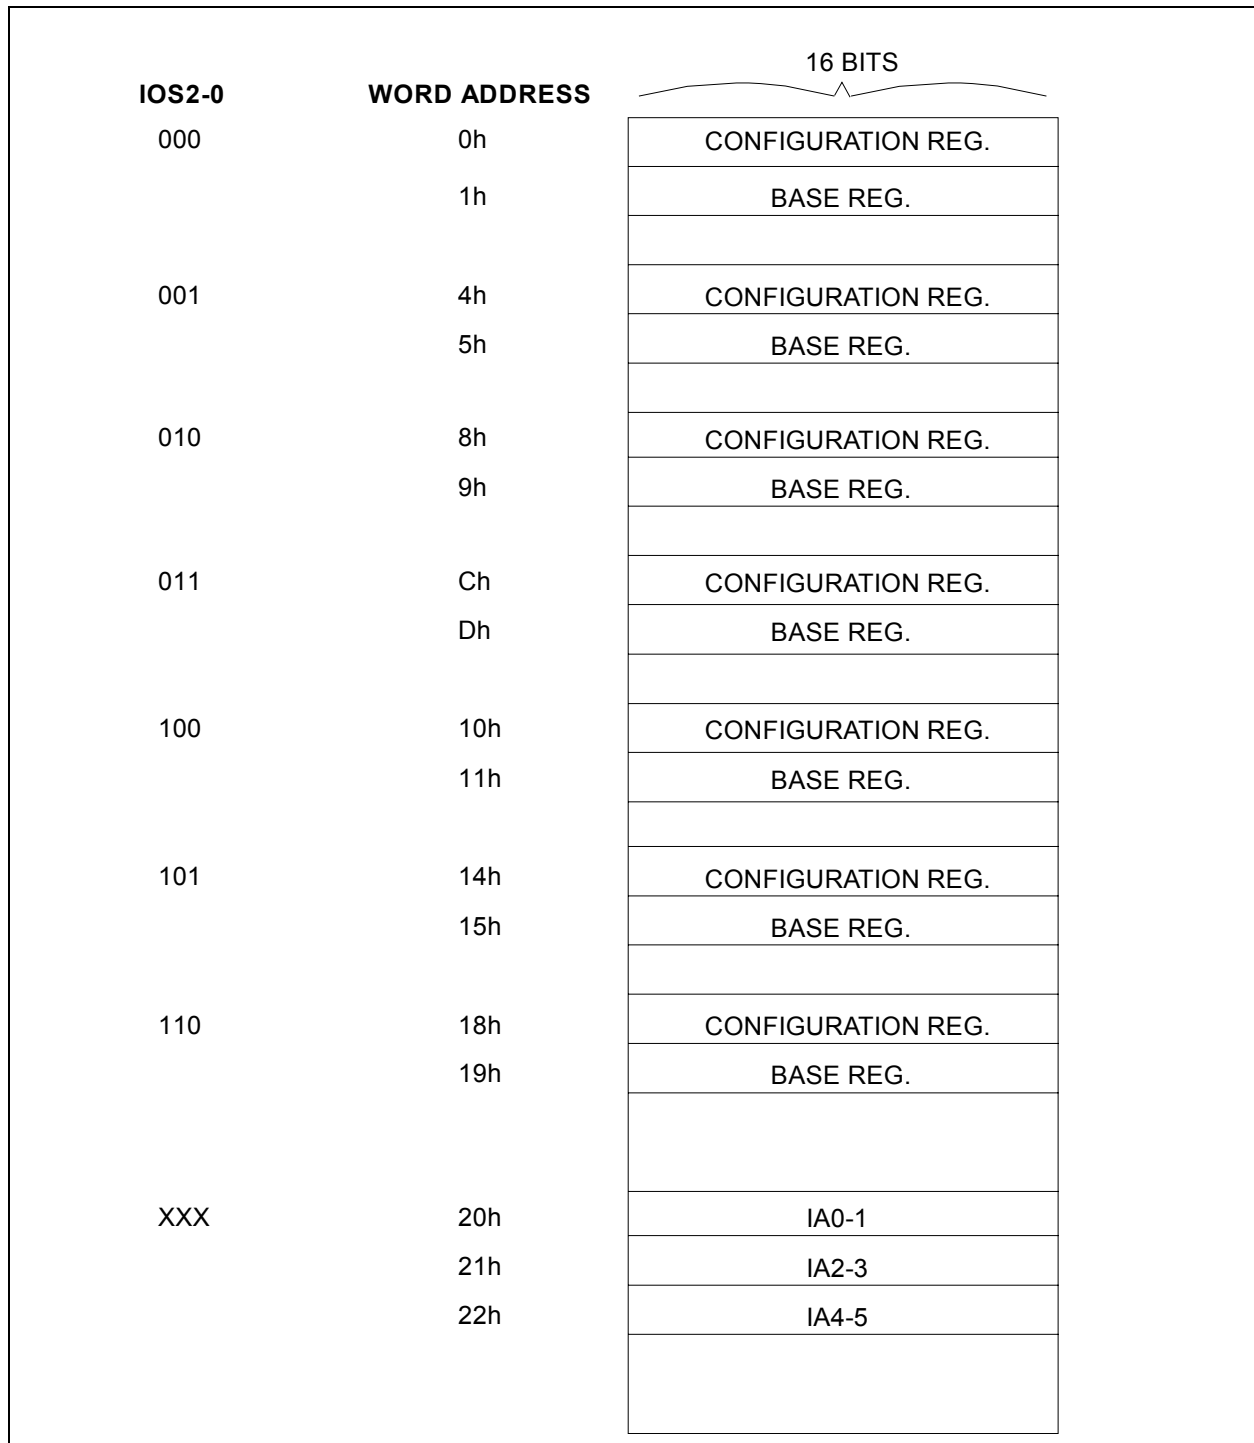 16 BITS
IOS2-0 WORD ADDRESS
000 0h CONFIGURATION REG.
1h BASE REG.
001 4h CONFIGURATION REG.
5h BASE REG.
010 8h CONFIGURATION REG.
9h BASE REG.
011 Ch CONFIGURATION REG.
Dh BASE REG.
100 10h CONFIGURATION REG.
11h BASE REG.
101 14h CONFIGURATION REG.
15h BASE REG.
110 18h CONFIGURATION REG.
19h BASE REG.
XXX 20h IA0-1
21h IA2-3
22h IA4-5